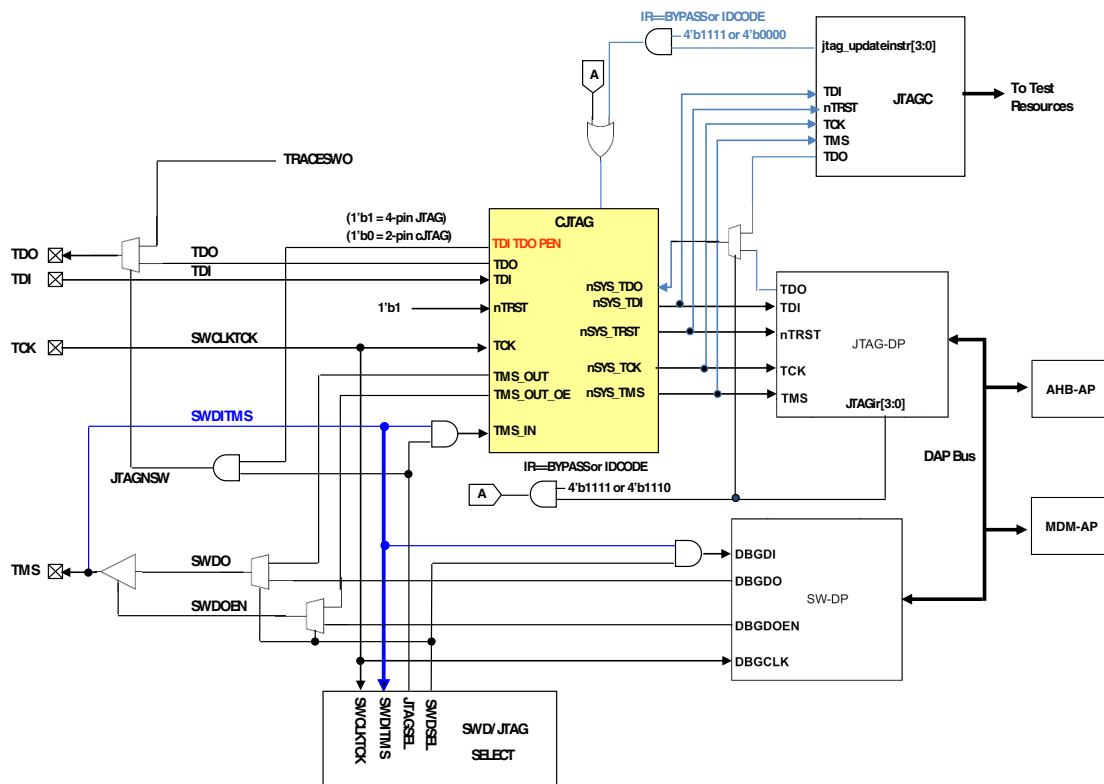 IR==BYPASS or IDCODE
4'b1111 or 4'b0000
jtag_updateinstr[3:0]
A
JTAGC
TDI
nTRST
TCK
TMS
TDO
To Test
Resources
TRACESWO
(1'b1 = 4-pin JTAG)
(1'b0 = 2-pin cJTAG)
CJTAG
TDI TDO PEN
TDO
TDI
nTRST
TCK
TMS_OUT
TMS_OUT_OE
TMS_IN
nSYS_TDO
nSYS_TDI
nSYS_TRST
nSYS_TCK
nSYS_TMS
TDO
TDO
TDI
TDI
1'b1
TCK
SWCLKTCK
SWDITMS
JTAGNSW
TDO
TDI
nTRST
JTAG-DP
TCK
TMS
JTAGir[3:0]
AHB-AP
DAP Bus
MDM-AP
IR==BYPASS or IDCODE
A
4'b1111 or 4'b1110
TMS
SWDO
SWDOEN
DBGDI
DBGDO
SW-DP
DBGDOEN
DBGCLK
SWCLKTCK
SWDITMS
JTAGSEL
SWDSEL
SWD/JTAG
SELECT